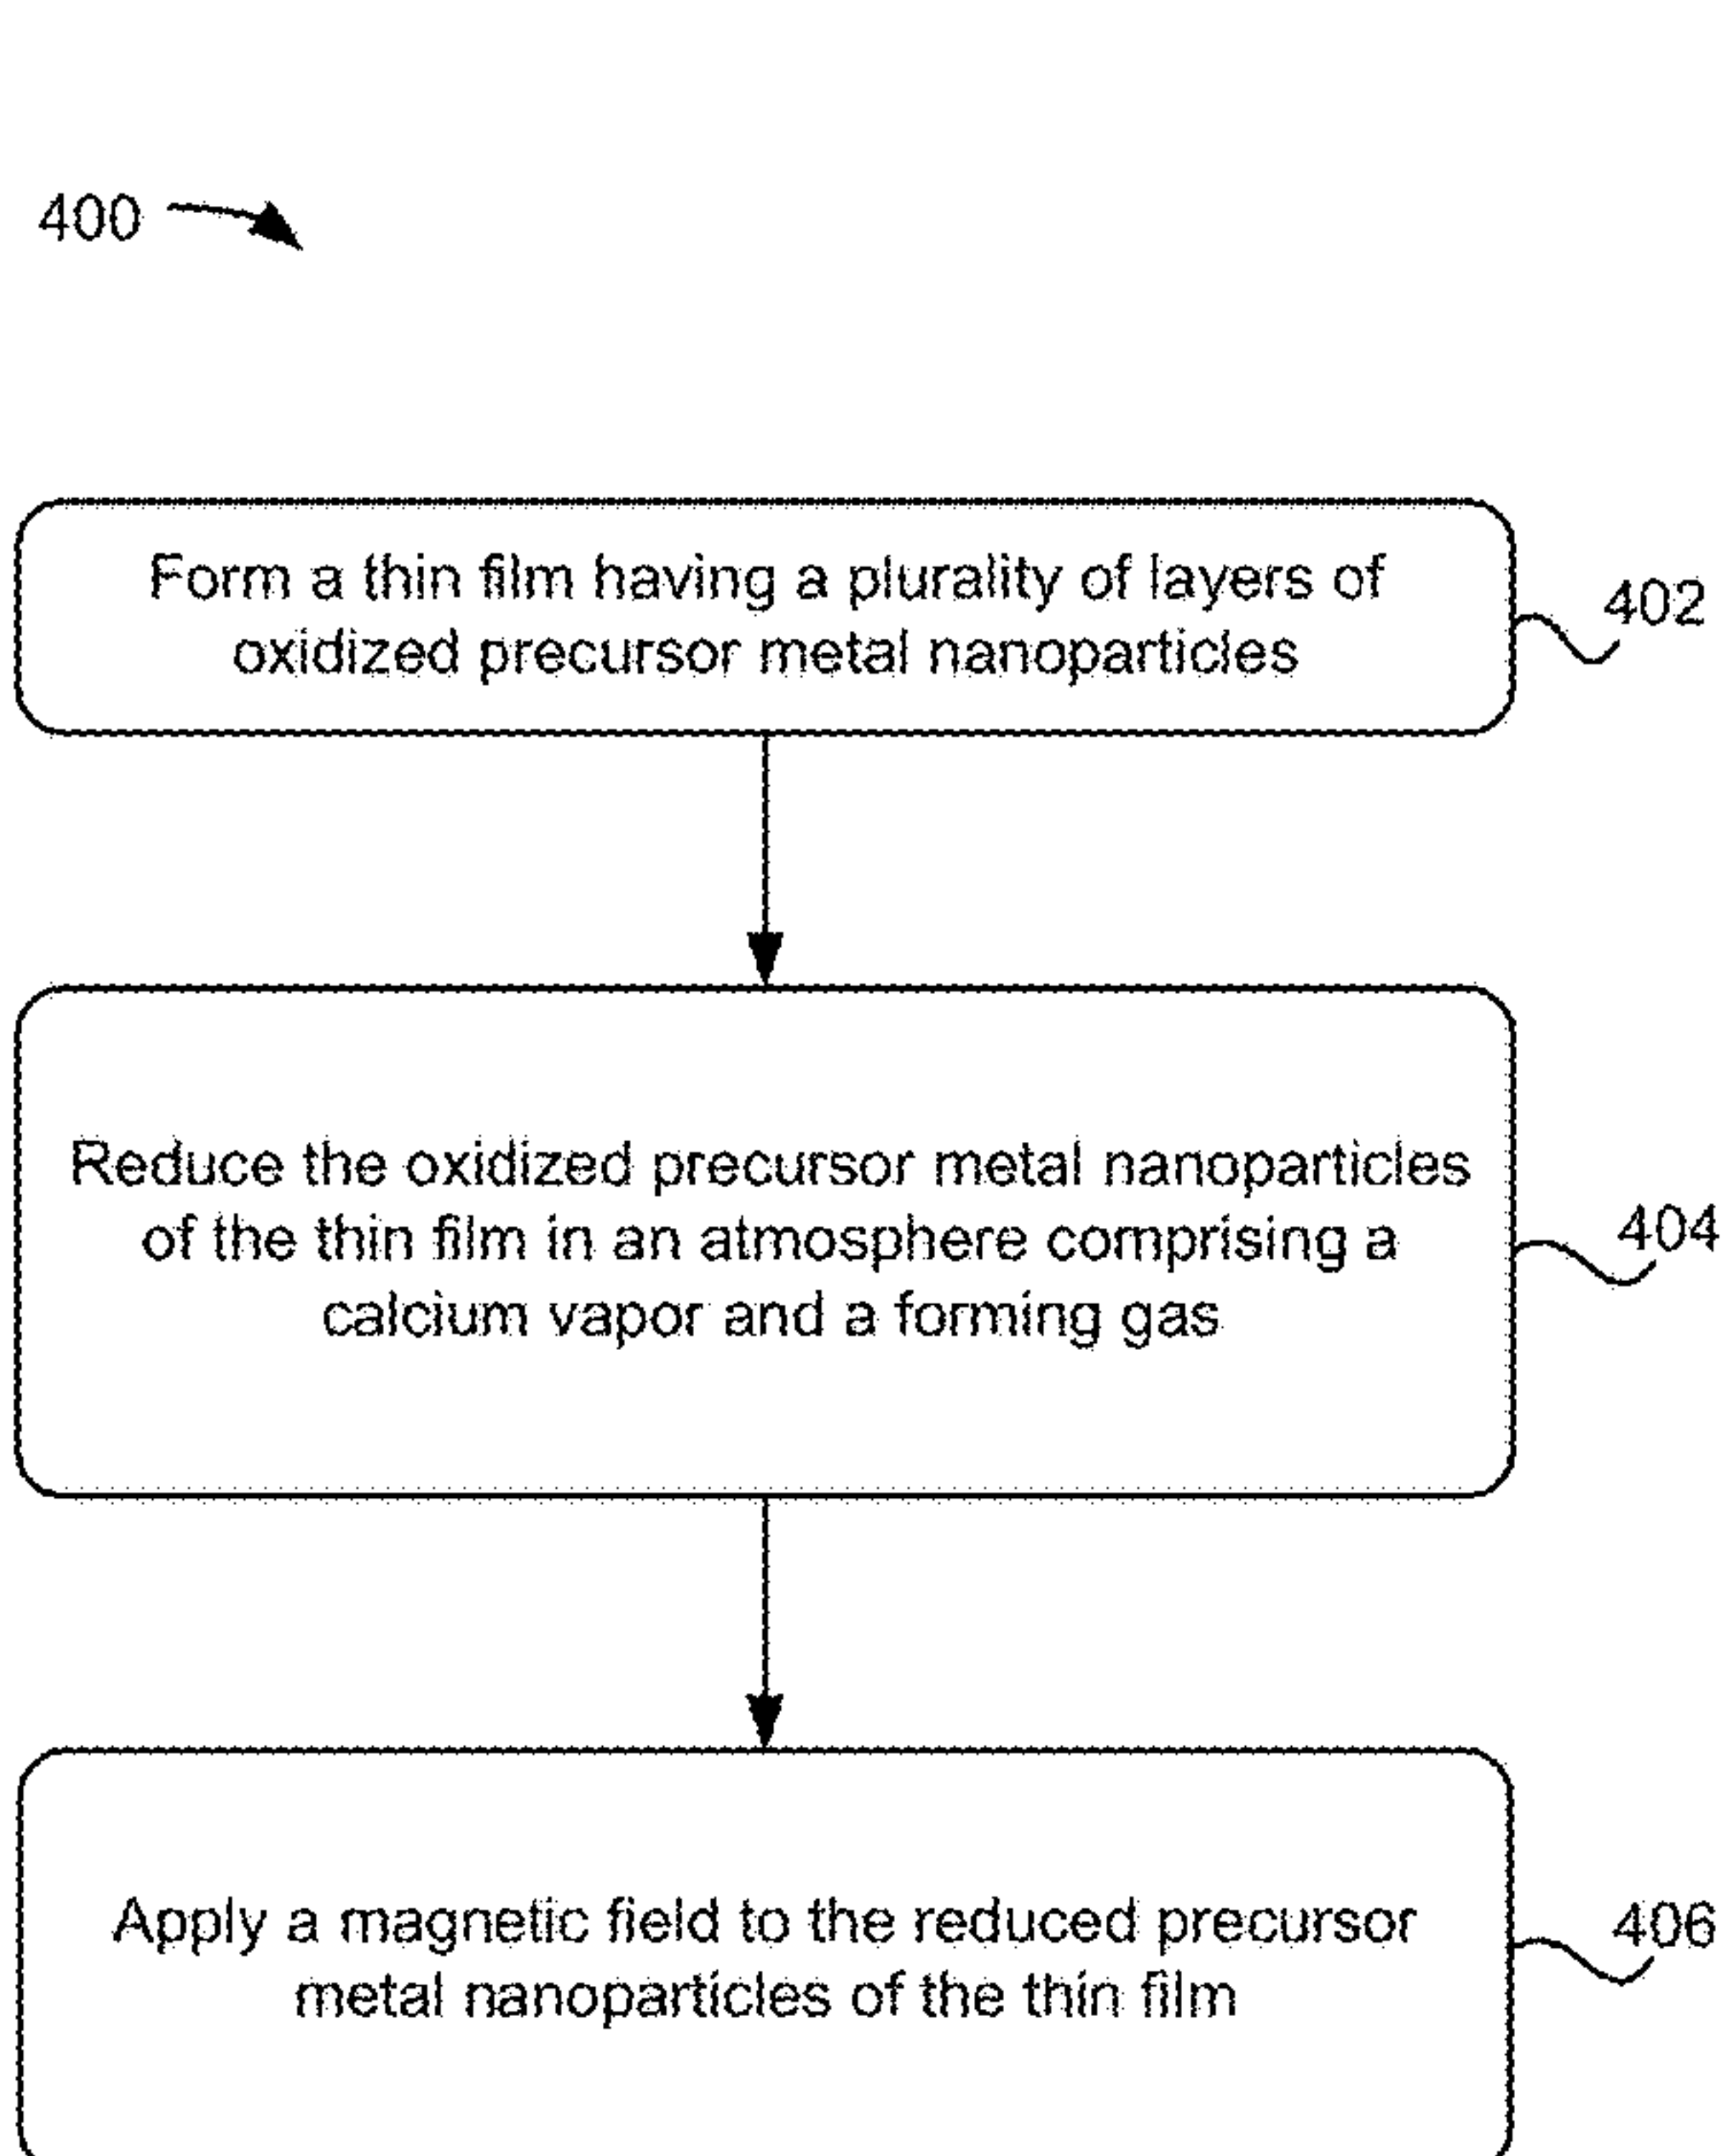 400
Form a thin film having a plurality of layers of
oxidized precursor metal nanoparticles
402
Reduce the oxidized precursor metal nanoparticles
of the thin film in an atmosphere comprising a
calcium vapor and a forming gas
404
Apply a magnetic field to the reduced precursor
metal nanoparticles of the thin film
406